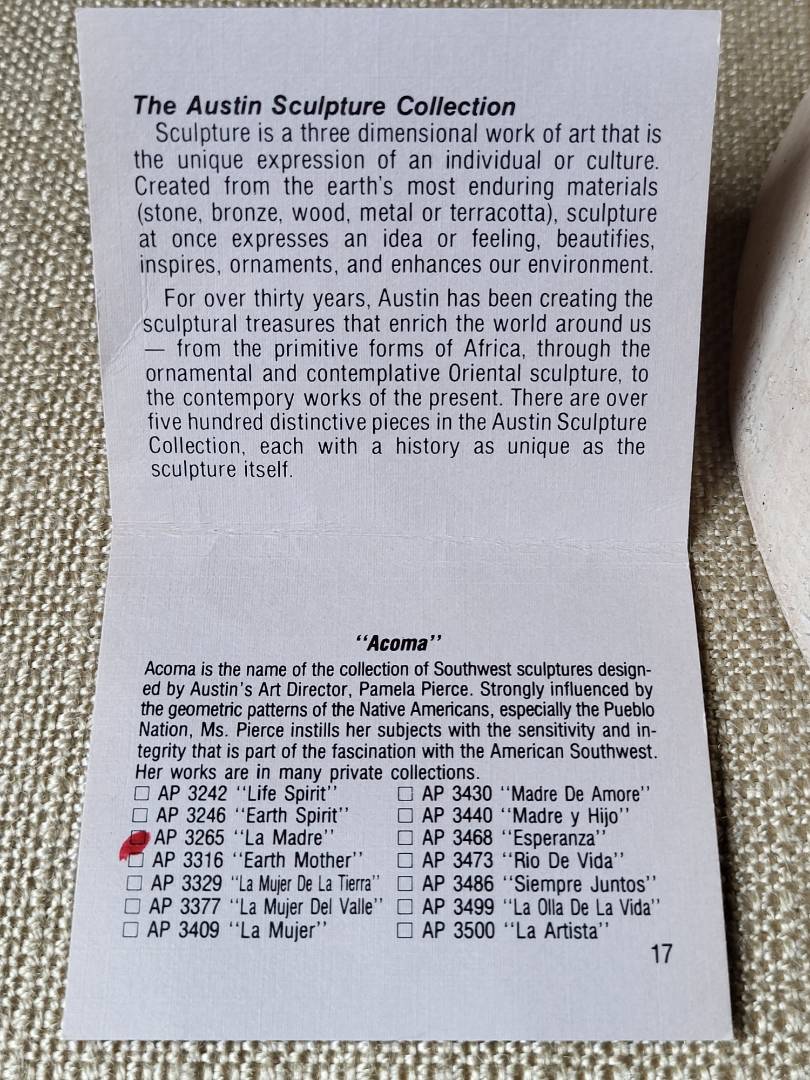 The Austin Sculpture Collection
Sculpture is a three dimensional work of art that is
the unique expression of an individual or culture.
Created from the earth's most enduring materials
(stone, bronze, wood, metal or terracotta), sculpture
at once expresses an idea or feeling, beautifies,
inspires, ornaments, and enhances our environment.
For over thirty years, Austin has been creating the
sculptural treasures that enrich the world around us
— from the primitive forms of Africa, through the
ornamental and contemplative Oriental sculpture, to
the contempory works of the present. There are over
five hundred distinctive pieces in the Austin Sculpture
Collection, each with a history as unique as the
sculpture itself.
"Acoma"
Acoma is the name of the collection of Southwest sculptures design-
ed by Austin's Art Director, Pamela Pierce. Strongly influenced by
the geometric patterns of the Native Americans, especially the Pueblo
Nation, Ms. Pierce instills her subjects with the sensitivity and in-
tegrity that is part of the fascination with the American Southwest.
Her works are in many private collections.
☐ AP 3242 "Life Spirit"
☐ AP 3246 "Earth Spirit"
☐ AP 3265 "La Madre"
☐ AP 3316 "Earth Mother"
☐ AP 3329 "La Mujer De La Tierra"
☐ AP 3377 "La Mujer Del Valle"
☐ AP 3409 "La Mujer"
☐ AP 3430 "Madre De Amore"
☐ AP 3440 "Madre y Hijo"
☐ AP 3468 "Esperanza"
☐ AP 3473 "Rio De Vida"
☐ AP 3486 "Siempre Juntos"
☐ AP 3499 "La Olla De La Vida"
☐ AP 3500 "La Artista"
17